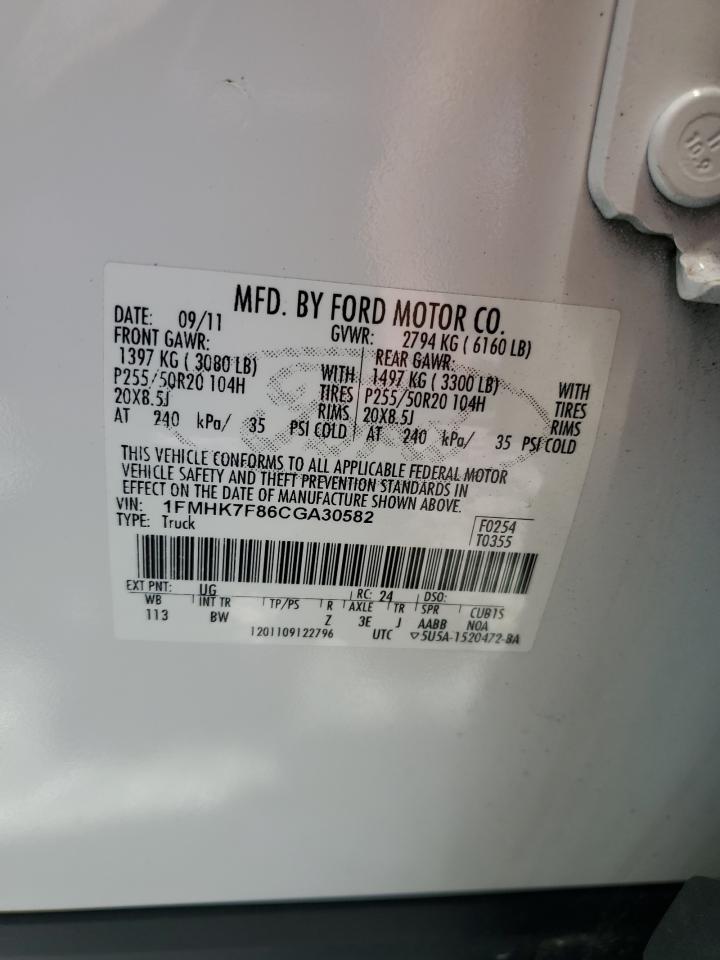 MFD. BY FORD MOTOR CO.
DATE: 09/11 GVWR: 2794 KG ( 6160 LB)
FRONT GAWR: REAR GAWR:
1397 KG ( 3080 LB) WITH 1497 KG ( 3300 LB) WITH
P255/50R20 104H TIRES P255/50R20 104H TIRES
20X8.5J RIMS 20X8.5J RIMS
AT 240 kPa/ 35 PSI COLD AT 240 kPa/ 35 PSI COLD
THIS VEHICLE CONFORMS TO ALL APPLICABLE FEDERAL MOTOR
VEHICLE SAFETY AND THEFT PREVENTION STANDARDS IN
EFFECT ON THE DATE OF MANUFACTURE SHOWN ABOVE.
VIN: 1FMHK7F86CGA30582 F0254
TYPE: Truck T0355
EXT PNT: UG RC: 24 DSO:
WB INT TR TP/PS R AXLE TR SPR CUBTS
113 BW Z 3E J AABB NOA
1201109122796 UTC ▽5U5A-1520472-BA